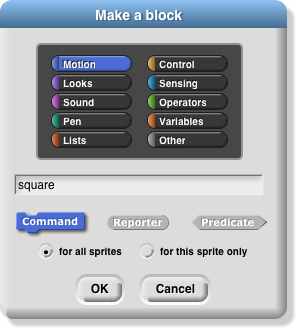 Make a block
Motion Control
Looks Sensing
Sound Operators
Pen Variables
Lists Other
square
Command Reporter Predicate
for all sprites for this sprite only
OK Cancel